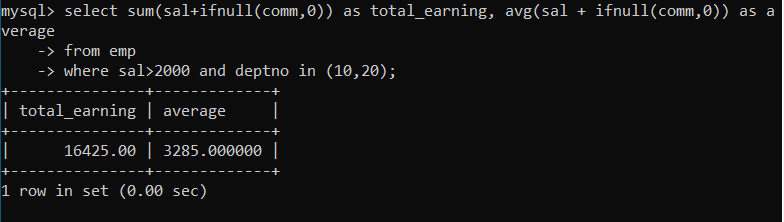 mysql> select sum(sal+ifnull(comm,0)) as total_earning, avg(sal + ifnull(comm,0)) as a
verage
    -> from emp
    -> where sal>2000 and deptno in (10,20);
+---------------+-------------+
| total_earning | average     |
+---------------+-------------+
|      16425.00 | 3285.000000 |
+---------------+-------------+
1 row in set (0.00 sec)